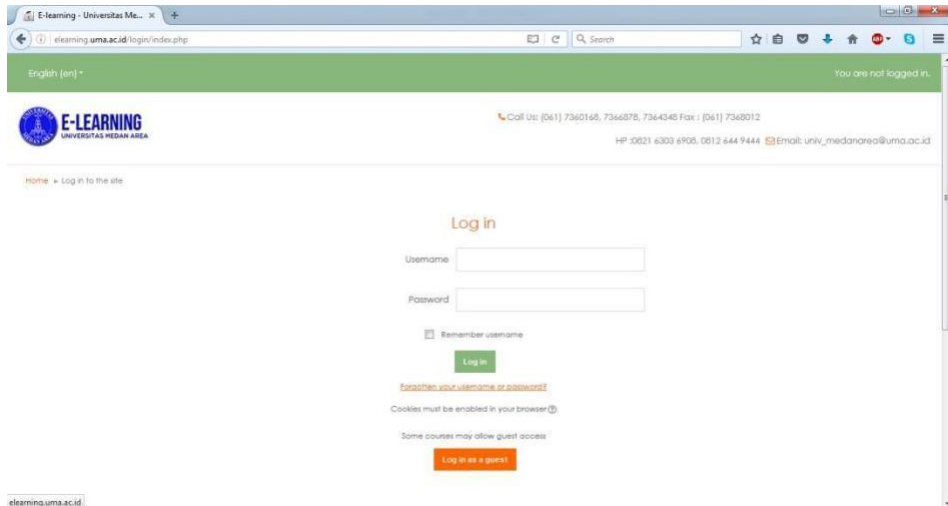 E-learning - Universitas Me...
elearning.uma.ac.id/login/index.php
Search
English (en)
You are not logged in.
E-LEARNING
UNIVERSITAS MEDAN AREA
Call Us: (061) 7360168, 7366878, 7364348 Fax : (061) 7368012
HP :0821 6303 6908, 0812 644 9444 Email: univ_medanarea@uma.ac.id
Home ► Log in to the site
Log in
Username
Password
Remember username
Log in
Forgotten your username or password?
Cookies must be enabled in your browser
Some courses may allow guest access
Log in as a guest
elearning.uma.ac.id